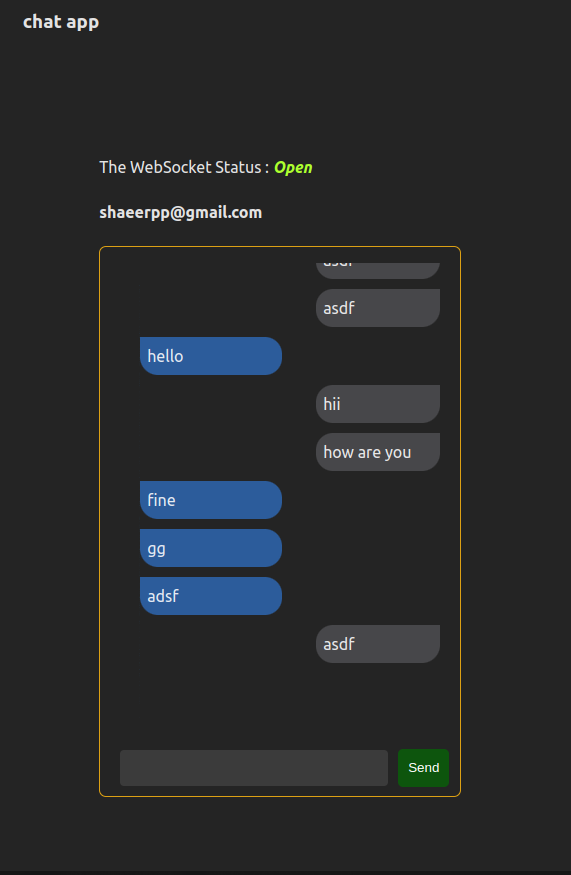 chat app
The WebSocket Status : Open
shaeerpp@gmail.com
asdf
hello
hii
how are you
fine
gg
adsf
asdf
Send